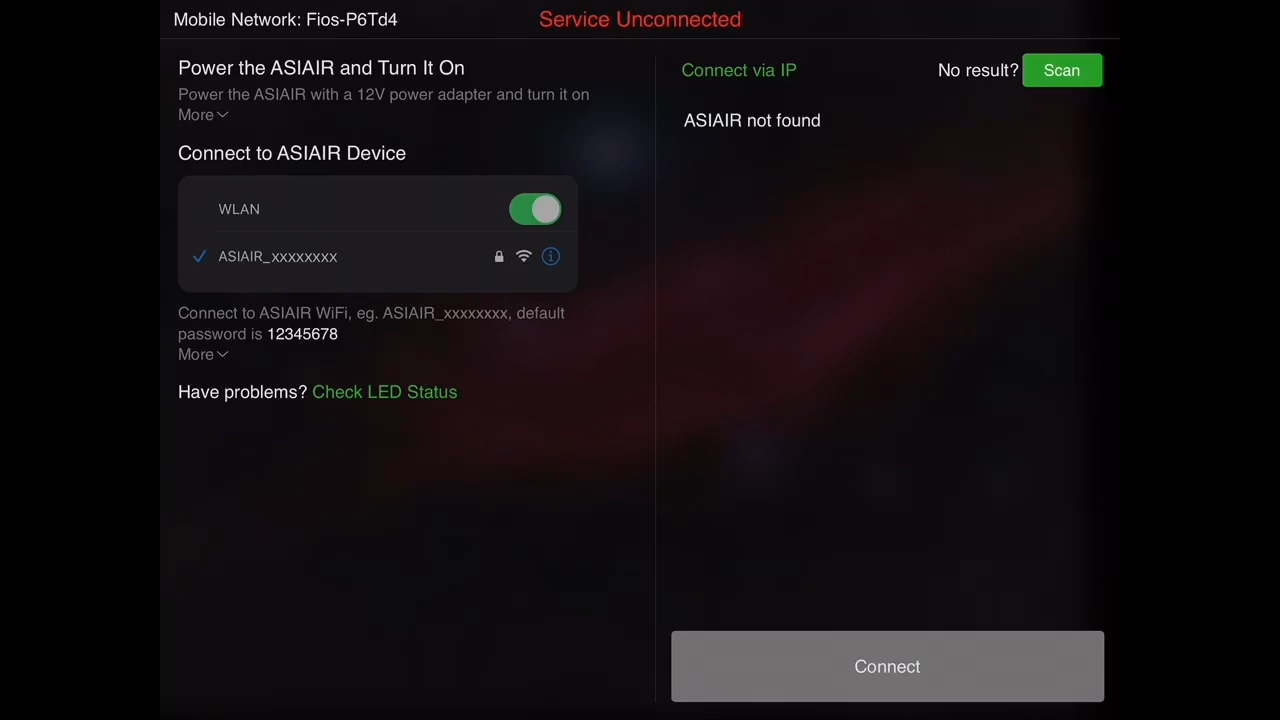 Mobile Network: Fios-P6Td4
Service Unconnected
Power the ASIAIR and Turn It On
Power the ASIAIR with a 12V power adapter and turn it on
More
Connect to ASIAIR Device
WLAN
ASIAIR_xxxxxxxx
Connect to ASIAIR WiFi, eg. ASIAIR_xxxxxxxx, default
password is 12345678
More
Have problems? Check LED Status
Connect via IP
No result? Scan
ASIAIR not found
Connect